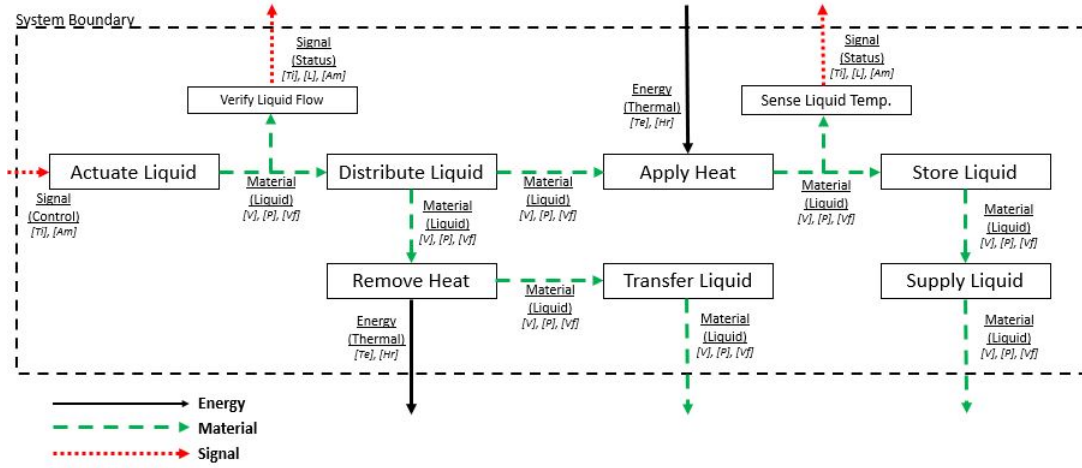 System Boundary
Signal
(Status)
[Ti], [L], [Am]
Verify Liquid Flow
Energy
(Thermal)
[Te], [Hr]
Signal
(Status)
[Ti], [L], [Am]
Sense Liquid Temp.
Actuate Liquid
Distribute Liquid
Apply Heat
Store Liquid
Signal
(Control)
[Ti], [Am]
Material
(Liquid)
[V], [P], [Vf]
Material
(Liquid)
[V], [P], [Vf]
Material
(Liquid)
[V], [P], [Vf]
Material
(Liquid)
[V], [P], [Vf]
Material
(Liquid)
[V], [P], [Vf]
Remove Heat
Transfer Liquid
Supply Liquid
Material
(Liquid)
[V], [P], [Vf]
Energy
(Thermal)
[Te], [Hr]
Material
(Liquid)
[V], [P], [Vf]
Material
(Liquid)
[V], [P], [Vf]
Energy
Material
Signal